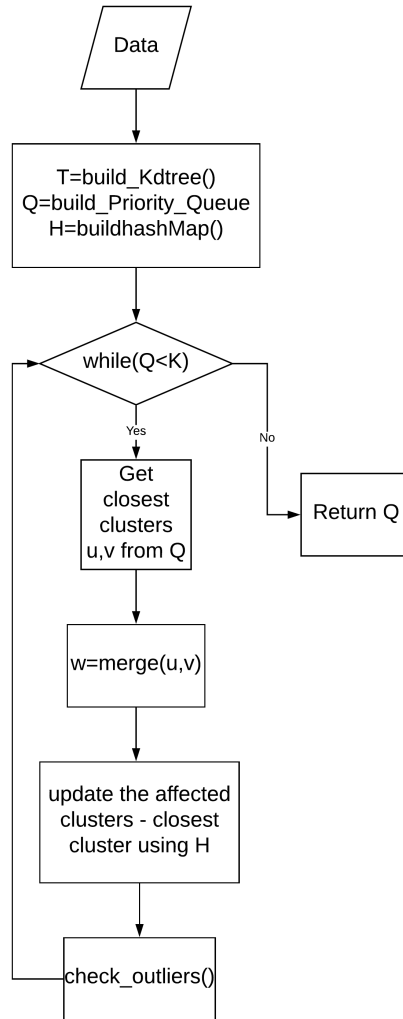 Data
T=build_Kdtree()
Q=build_Priority_Queue
H=buildhashMap()
while(Q<K)
Yes
No
Get
closest
clusters
u,v from Q
Return Q
w=merge(u,v)
update the affected
clusters - closest
cluster using H
check_outliers()